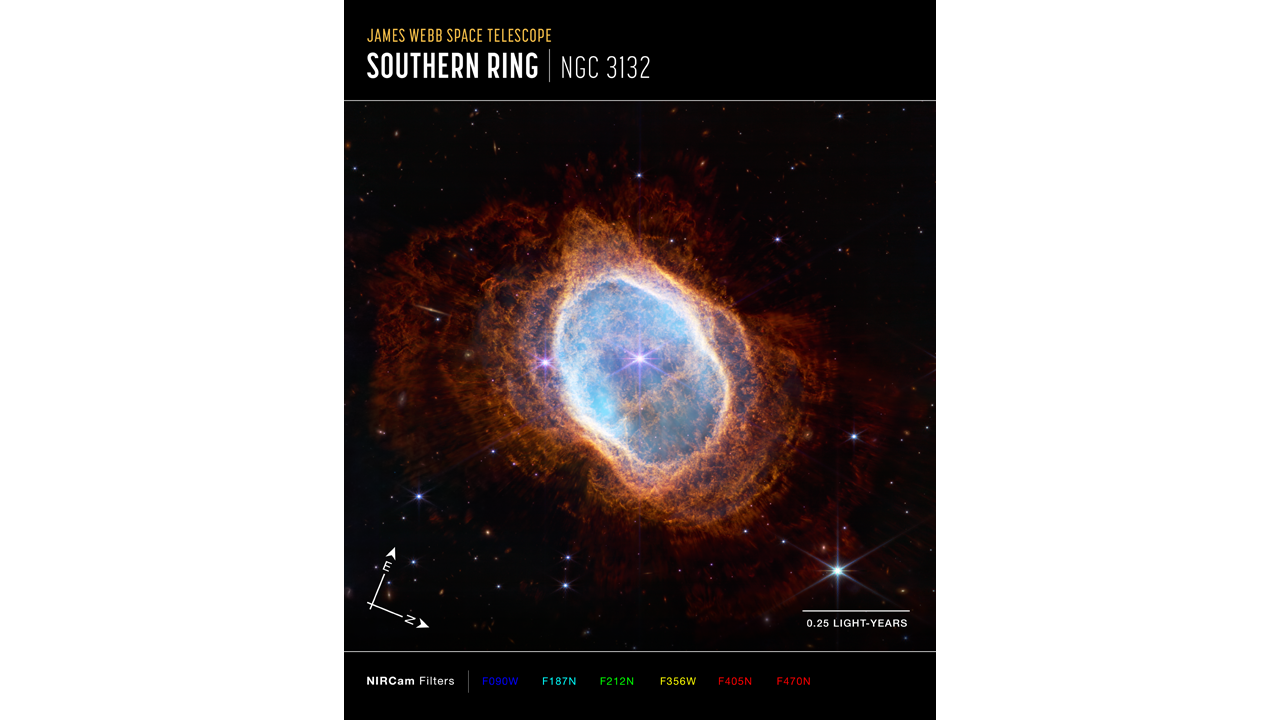 JAMES WEBB SPACE TELESCOPE
SOUTHERN RING | NGC 3132
E
N
0.25 LIGHT-YEARS
NIRCam Filters | F090W F187N F212N F356W F405N F470N